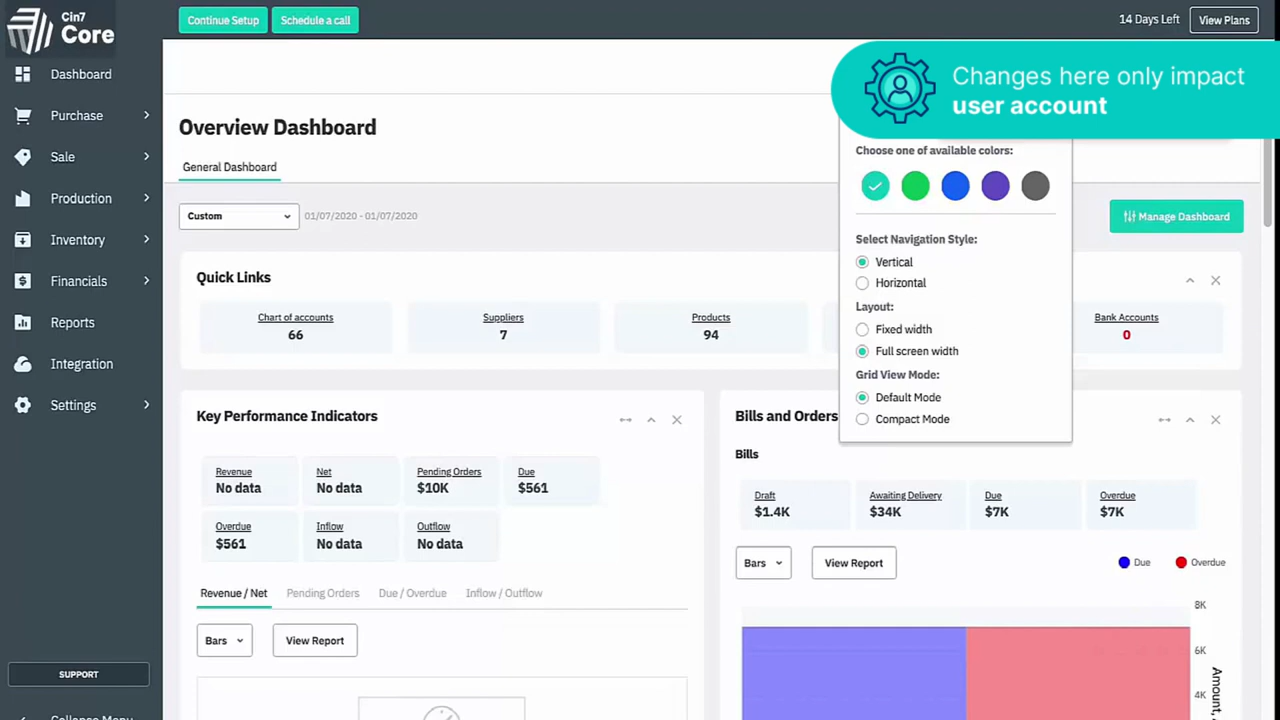 Cin7
Core
Continue Setup
Schedule a call
14 Days Left
View Plans
Changes here only impact
user account
Dashboard
Purchase
Sale
Production
Inventory
Financials
Reports
Integration
Settings
SUPPORT
Collapse Menu
Overview Dashboard
General Dashboard
Custom
01/07/2020 - 01/07/2020
Manage Dashboard
Choose one of available colors:
Select Navigation Style:
Vertical
Horizontal
Layout:
Fixed width
Full screen width
Grid View Mode:
Default Mode
Compact Mode
Quick Links
Chart of accounts
66
Suppliers
7
Products
94
Bank Accounts
0
Key Performance Indicators
Revenue
No data
Net
No data
Pending Orders
$10K
Due
$561
Overdue
$561
Inflow
No data
Outflow
No data
Revenue / Net
Pending Orders
Due / Overdue
Inflow / Outflow
Bars
View Report
Bills and Orders
Bills
Draft
$1.4K
Awaiting Delivery
$34K
Due
$7K
Overdue
$7K
Bars
View Report
Due
Overdue
8K
6K
4K
Amount,